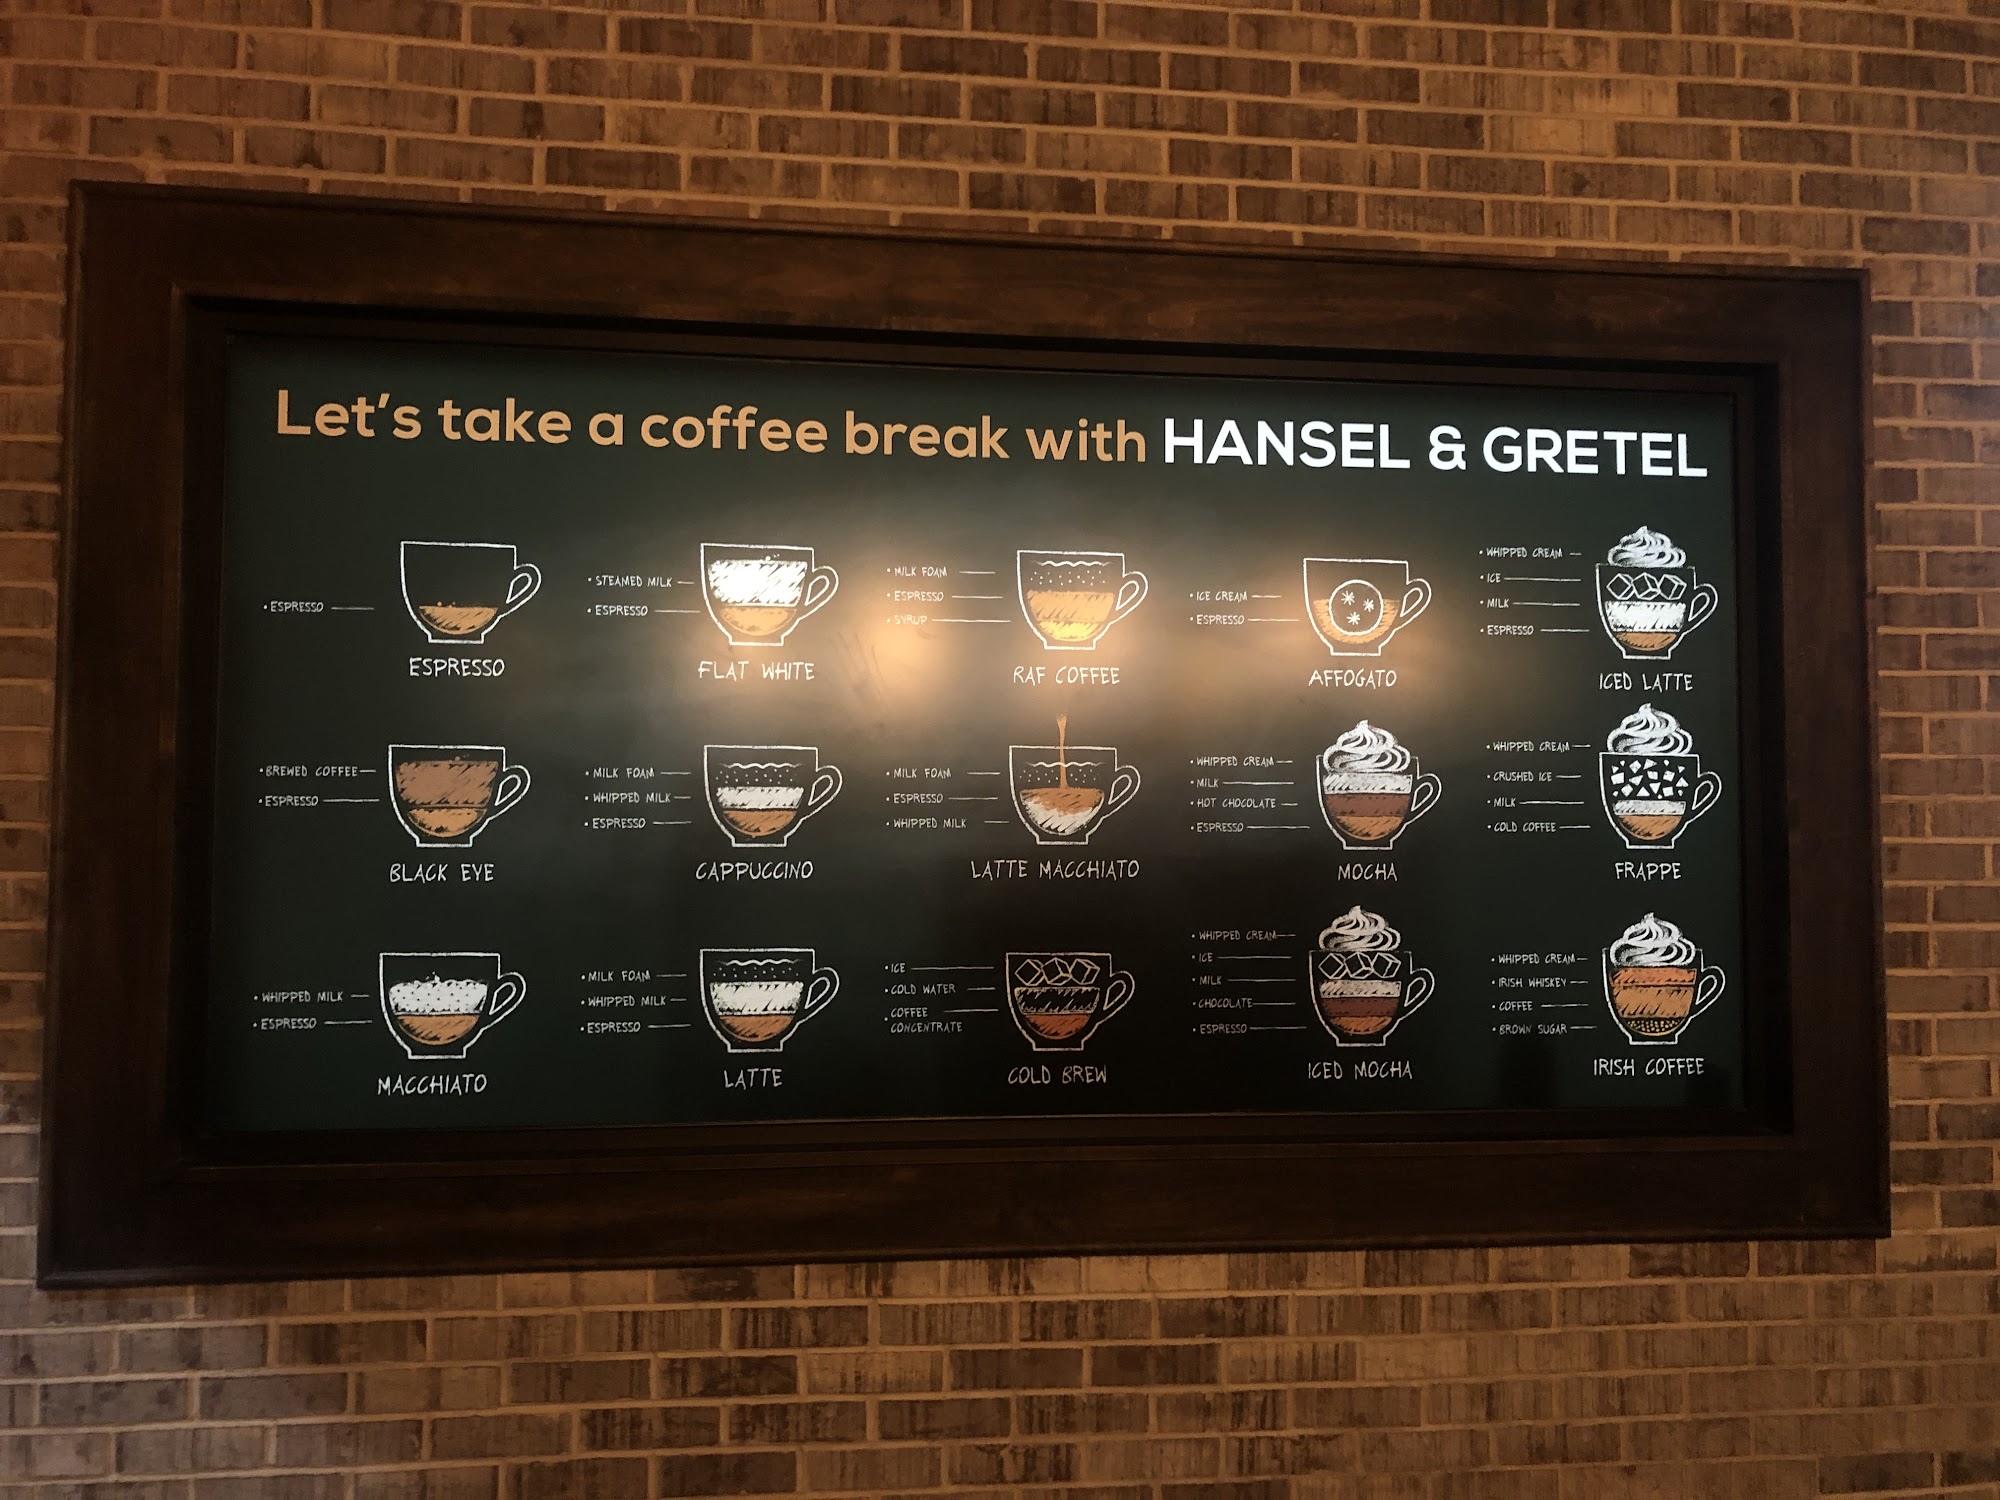 Let's take a coffee break with HANSEL & GRETEL
• ESPRESSO
ESPRESSO
• STEAMED MILK
• ESPRESSO
FLAT WHITE
• MILK FOAM
• ESPRESSO
• SYRUP
RAF COFFEE
• ICE CREAM
• ESPRESSO
AFFOGATO
• WHIPPED CREAM
• ICE
• MILK
• ESPRESSO
ICED LATTE
• BREWED COFFEE
• ESPRESSO
BLACK EYE
• MILK FOAM
• WHIPPED MILK
• ESPRESSO
CAPPUCCINO
• MILK FOAM
• ESPRESSO
• WHIPPED MILK
LATTE MACCHIATO
• WHIPPED CREAM
• MILK
• HOT CHOCOLATE
• ESPRESSO
MOCHA
• WHIPPED CREAM
• CRUSHED ICE
• MILK
• COLD COFFEE
FRAPPE
• WHIPPED MILK
• ESPRESSO
MACCHIATO
• MILK FOAM
• WHIPPED MILK
• ESPRESSO
LATTE
• ICE
• COLD WATER
• COFFEE
CONCENTRATE
COLD BREW
• WHIPPED CREAM
• ICE
• MILK
• CHOCOLATE
• ESPRESSO
ICED MOCHA
• WHIPPED CREAM
• IRISH WHISKEY
• COFFEE
• BROWN SUGAR
IRISH COFFEE